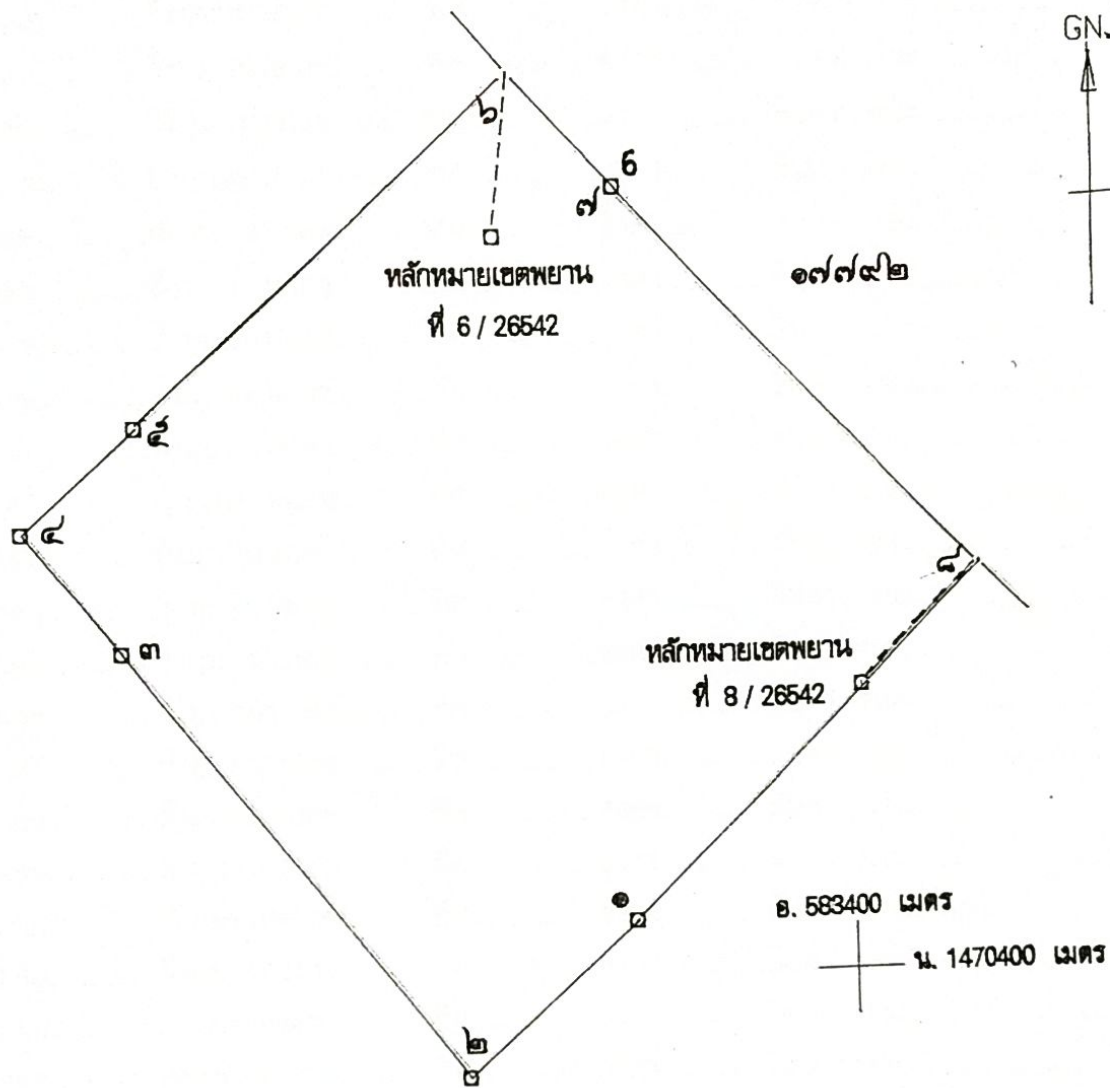 GN.
๖
6
๗
๑๗๗๙๒
หลักหมายเขตพยาน
ที่ 6 / 26542
๕
๔
๘
๓
หลักหมายเขตพยาน
ที่ 8 / 26542
๑
อ. 583400 เมตร
น. 1470400 เมตร
๒